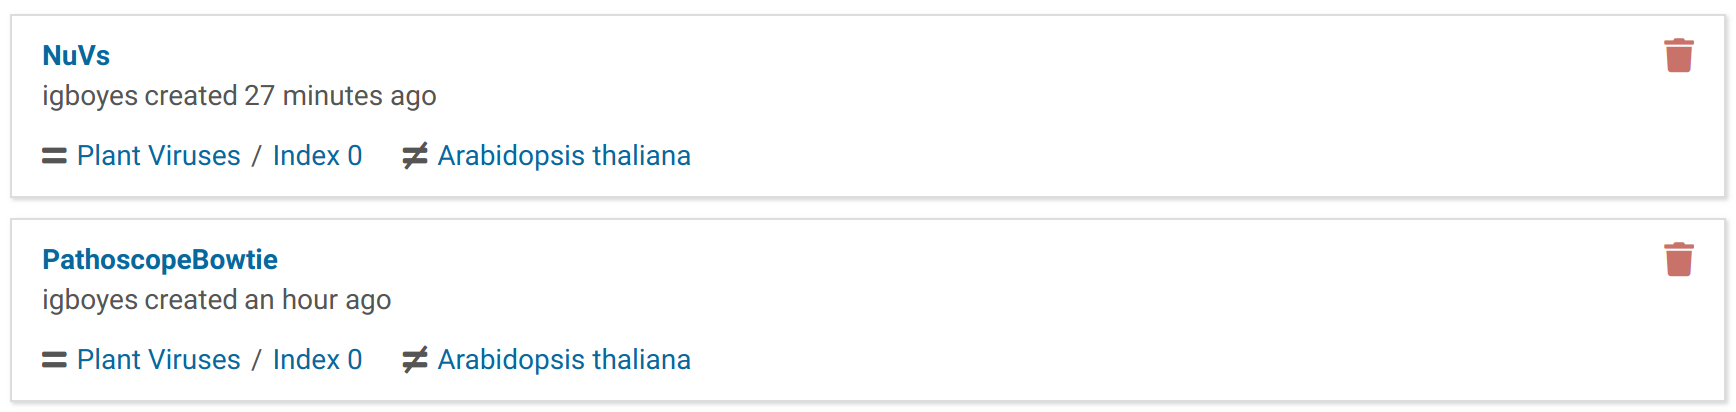 NuVs
igboyes created 27 minutes ago
Plant Viruses / Index 0 Arabidopsis thaliana
PathoscopeBowtie
igboyes created an hour ago
Plant Viruses / Index 0 Arabidopsis thaliana